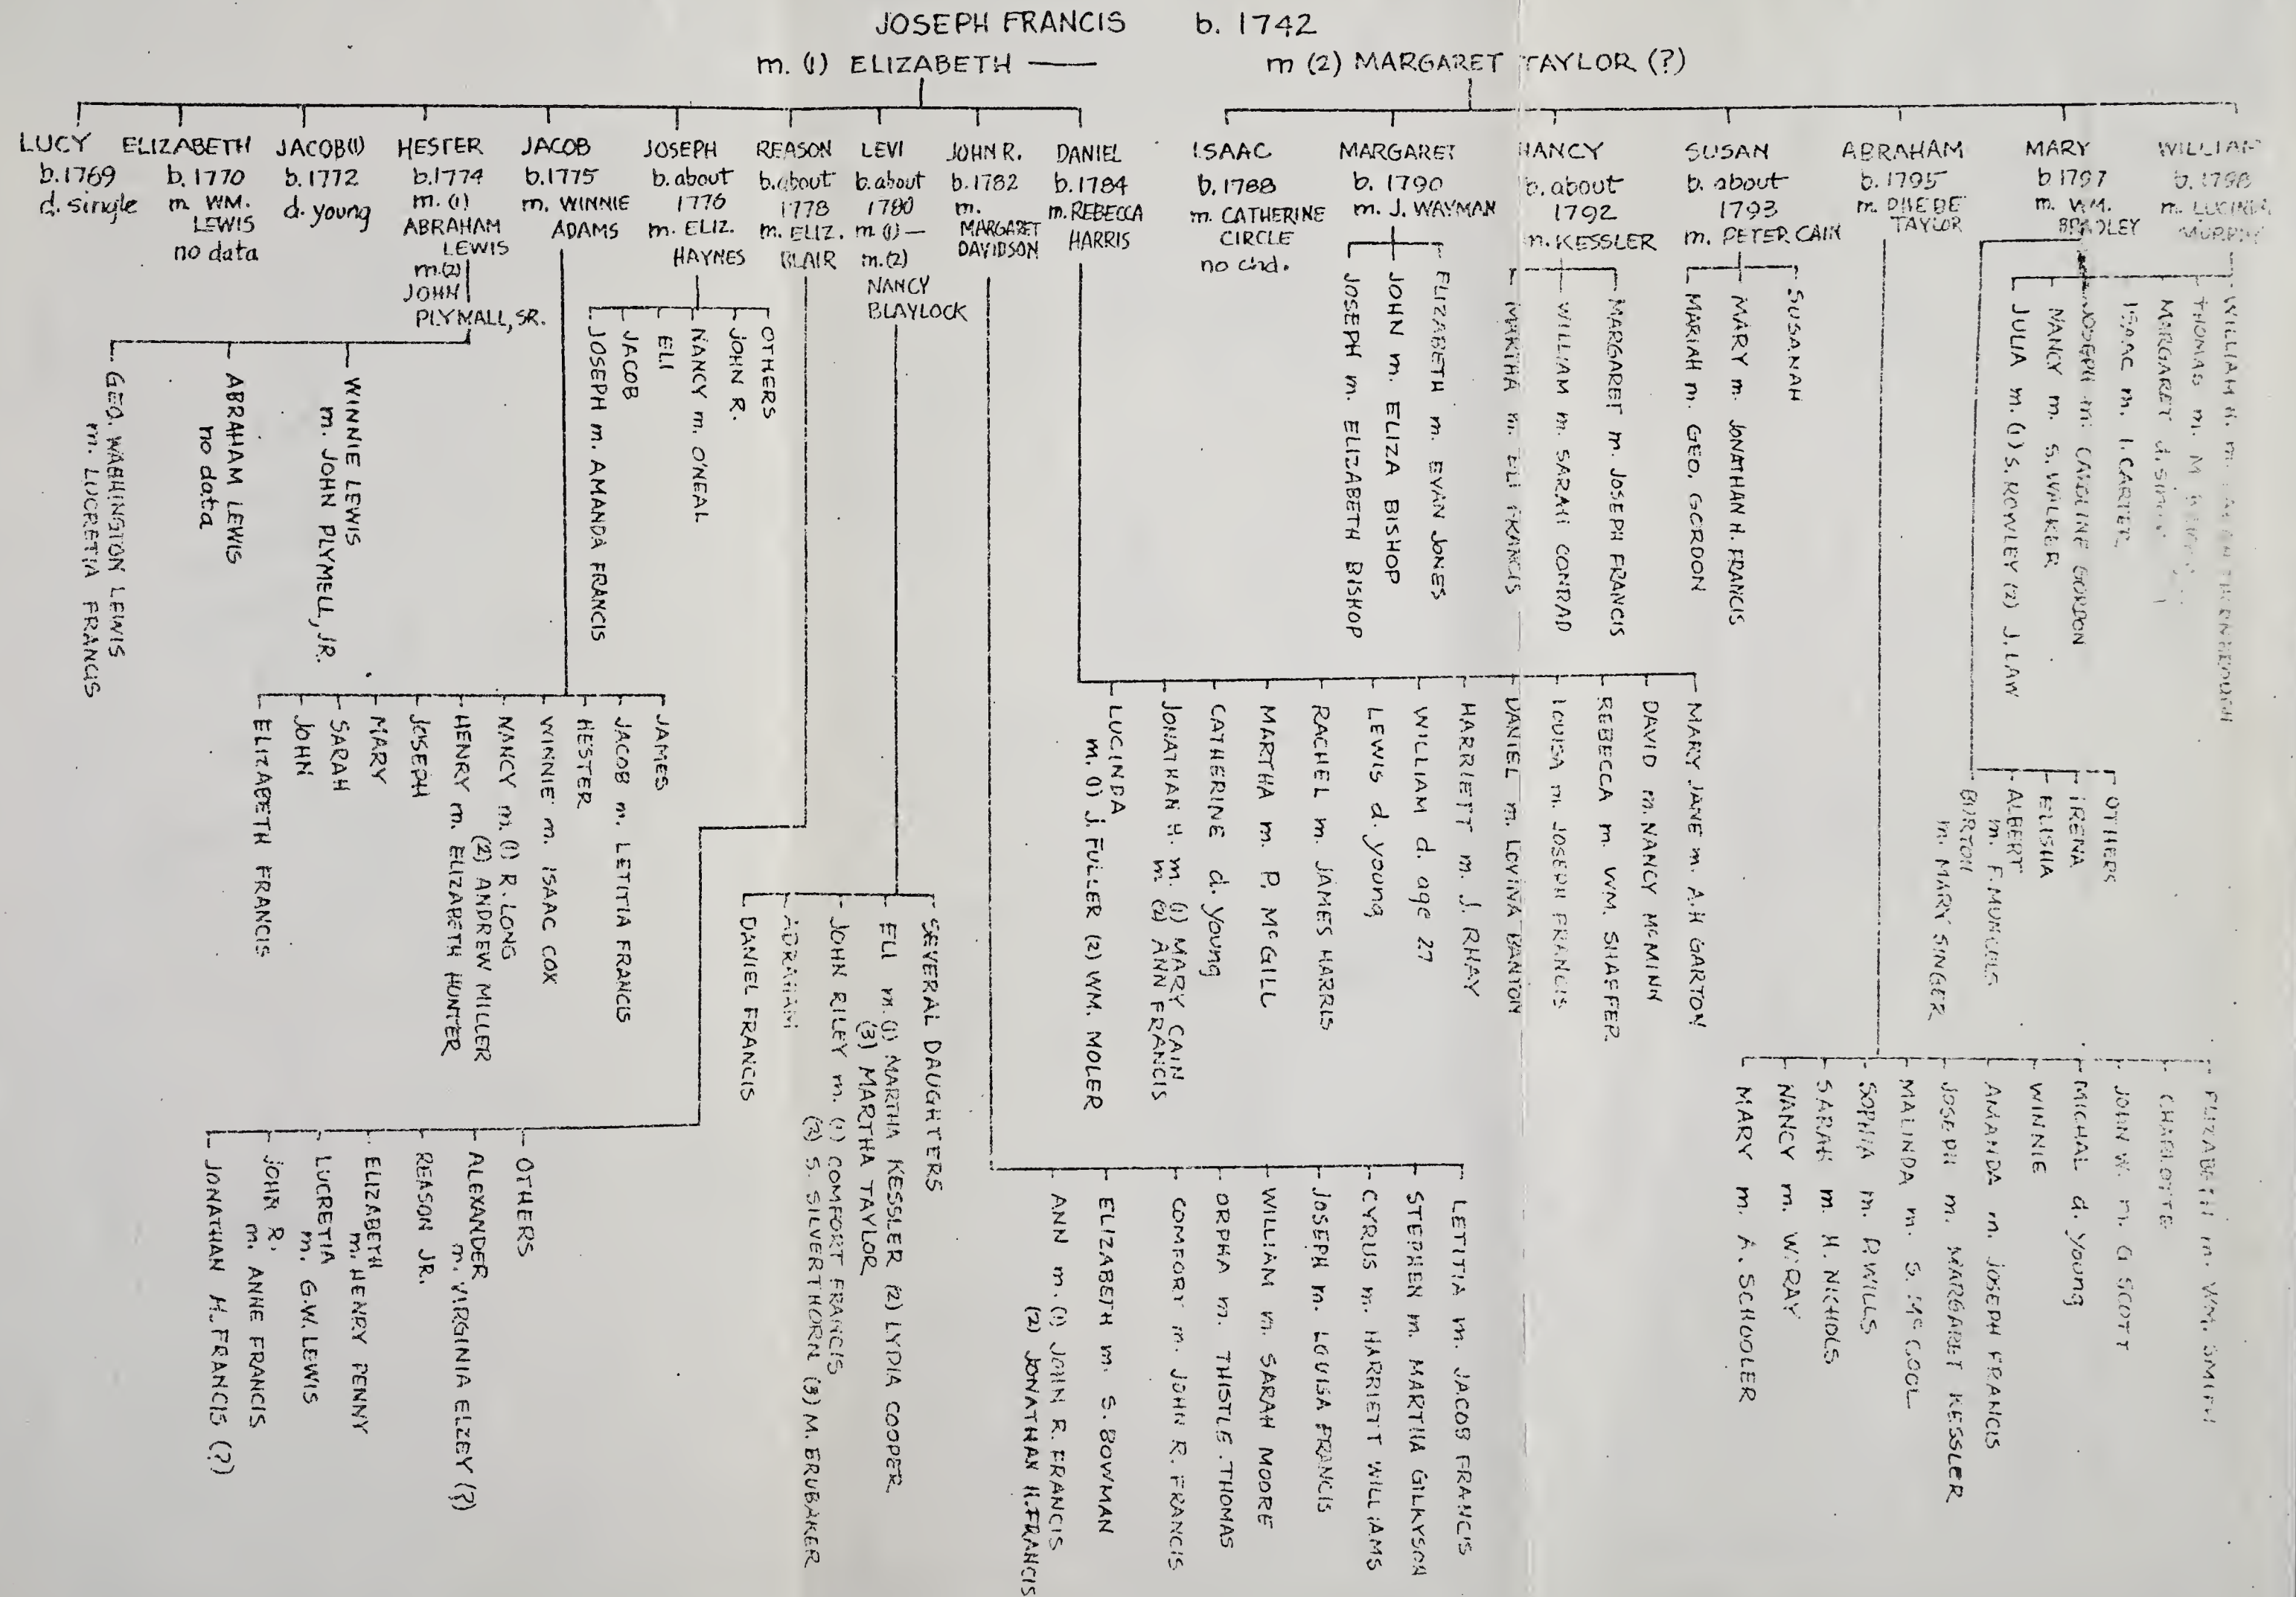 JOSEPH FRANCIS b. 1742
m. (1) ELIZABETH —— m (2) MARGARET TAYLOR (?)
LUCY
b.1769
d. single
ELIZABETH
b.1770
m. WM.
LEWIS
no data
JACOB(1)
b.1772
d. young
HESTER
b.1774
m. (1)
ABRAHAM
LEWIS
m.(2)
JOHN
PLYMALL, SR.
JACOB
b.1775
m. WINNIE
ADAMS
JOSEPH
b. about
1776
m. ELIZ.
HAYNES
REASON
b. about
1778
m. ELIZ.
BLAIR
LEVI
b. about
1780
m (1) —
m.(2)
NANCY
BLAYLOCK
JOHN R.
b. 1782
m.
MARGARET
DAVIDSON
DANIEL
b. 1784
m. REBECCA
HARRIS
ISAAC
b. 1788
m. CATHERINE
CIRCLE
no chd.
MARGARET
b. 1790
m. J. WAYMAN
NANCY
b. about
1792
m. KESSLER
SUSAN
b. about
1793
m. PETER CAIN
ABRAHAM
b. 1795
m. PHEBE
TAYLOR
MARY
b 1797
m. WM.
BRADLEY
WILLIAM
b. 1798
m. LUCINDA
MURPHY
GEO. WASHINGTON LEWIS
m. LUCRETIA FRANCIS
ABRAHAM LEWIS
no data
WINNIE LEWIS
m. JOHN PLYMELL, JR.
JOSEPH m. AMANDA FRANCIS
JACOB
ELI
NANCY m. O'NEAL
JOHN R.
OTHERS
JOSEPH m. ELIZABETH BISHOP
JOHN m. ELIZA BISHOP
ELIZABETH m. EVAN JONES
MARTHA m. ELI FRANCIS
WILLIAM m. SARAH CONRAD
MARGARET m. JOSEPH FRANCIS
MARIAH m. GEO. GORDON
MARY m. JONATHAN H. FRANCIS
SUSANAH
JULIA m. (1) S. ROWLEY (2) J. LAW
NANCY m. S. WALKER
JOSEPH m. CAROLINE GORDON
ISAAC m. I. CARTER
MARGARET d. single
THOMAS m. M
WILLIAM H. m.
ELIZABETH FRANCIS
JOHN
SARAH
MARY
JOSEPH
HENRY m. ELIZABETH HUNTER
NANCY m. (1) R. LONG
(2) ANDREW MILLER
WINNIE m. ISAAC COX
HESTER
JACOB m. LETITIA FRANCIS
JAMES
LUCINDA
m. (1) J. FULLER (2) WM. MOLER
JONATHAN H. m. (1) MARY CAIN
m (2) ANN FRANCIS
CATHERINE d. young
MARTHA m. P. McGILL
RACHEL m. JAMES HARRIS
LEWIS d. young
WILLIAM d. age 27
HARRIETT m. J. RHAY
DANIEL m. LOVINA BANTON
LOUISA m. JOSEPH FRANCIS
REBECCA m. WM. SHAFFER
DAVID m. NANCY McMINN
MARY JANE m. A.H GARTON
BURTON
m. MARY SINGER
ALBERT
m. F.
ELISHA
IRENA
OTHERS
DANIEL FRANCIS
ABRAHAM
JOHN RILEY m. (1) COMFORT FRANCIS
(2) S. SILVERTHORN (3) M. BRUBAKER
ELI m. (1) MARTHA KESSLER (2) LYDIA COOPER
(3) MARTHA TAYLOR
SEVERAL DAUGHTERS
MARY m. A. SCHOOLER
NANCY m. W. RAY
SARAH m. H. NICHOLS
SOPHIA m. P. WILLS
MALINDA m. S. McCOOL
JOSEPH m. MARGARET KESSLER
AMANDA m. JOSEPH FRANCIS
WINNIE
MICHAL d. young
JOHN W. m. G SCOTT
CHARLOTTE
ELIZABETH m. WM. SMITH
JONATHAN H. FRANCIS (?)
JOHN R.
m. ANNE FRANCIS
LUCRETIA
m. G.W. LEWIS
ELIZABETH
m. HENRY PENNY
REASON JR.
ALEXANDER
m. VIRGINIA ELZEY (?)
OTHERS
ANN m. (1) JOHN R. FRANCIS
(2) JONATHAN H. FRANCIS
ELIZABETH m. S. BOWMAN
COMFORT m. JOHN R. FRANCIS
ORPHA m. THISTLE THOMAS
WILLIAM m. SARAH MOORE
JOSEPH m. LOUISA FRANCIS
CYRUS m. HARRIETT WILLIAMS
STEPHEN m. MARTHA GILKYSON
LETITIA m. JACOB FRANCIS